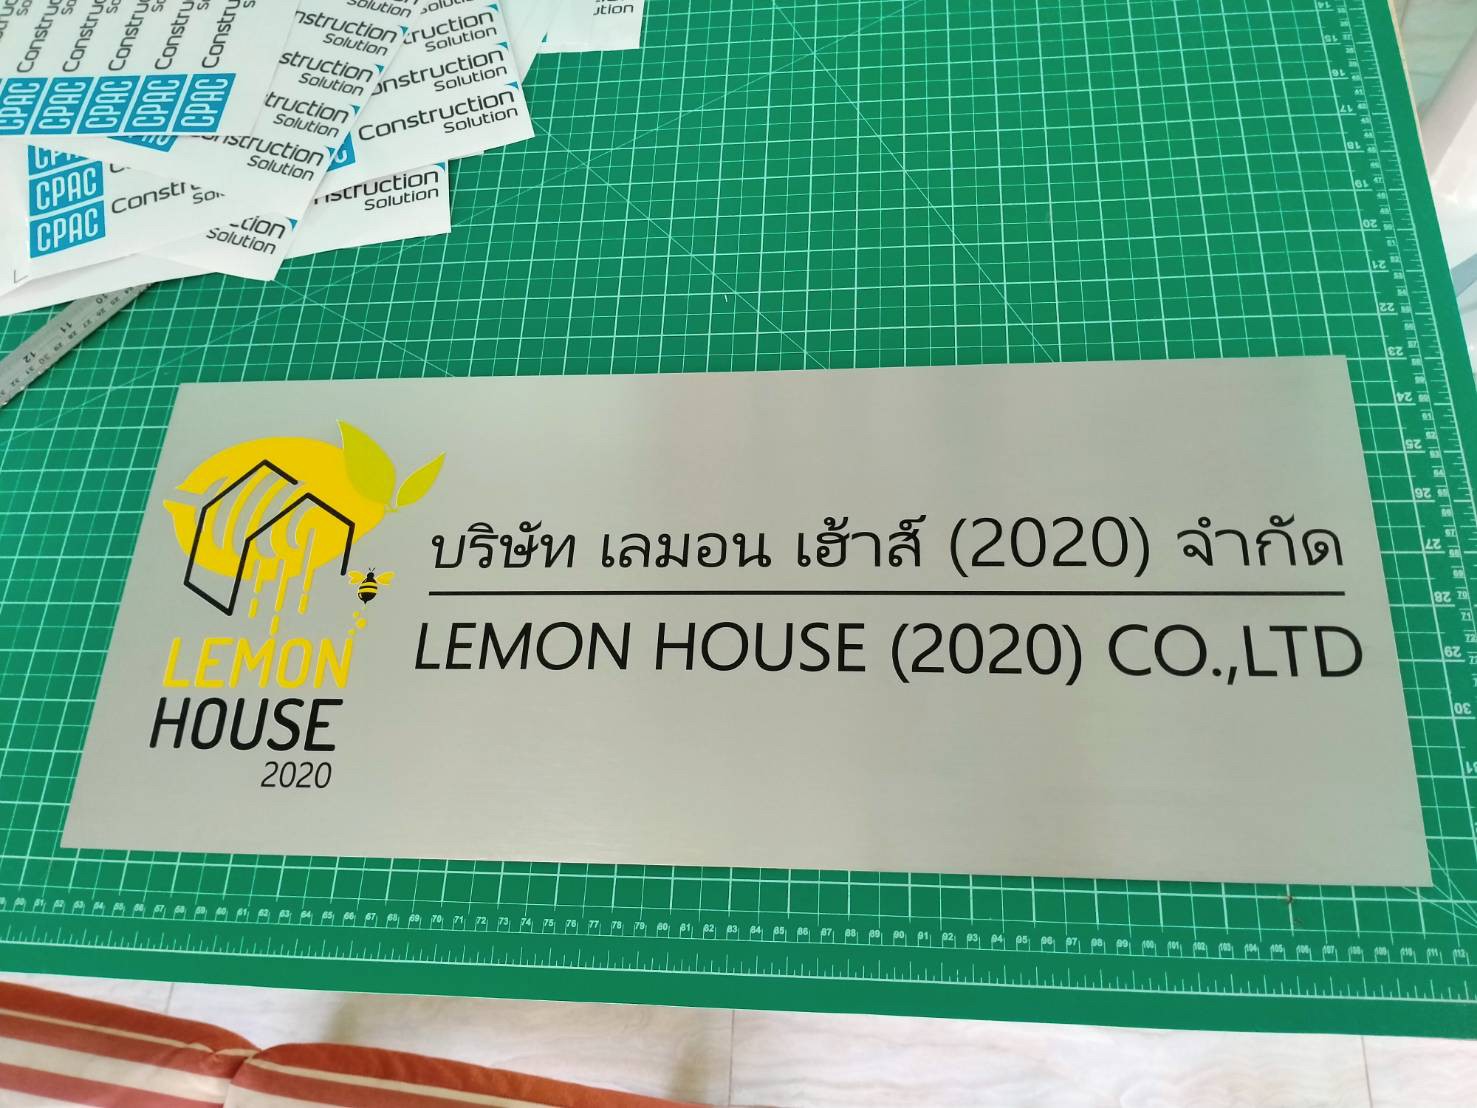 CPAC Construction Solution
CPAC
CPAC
Construction
Solution
บริษัท เลมอน เฮ้าส์ (2020) จำกัด
LEMON HOUSE (2020) CO.,LTD
LEMON
HOUSE
2020